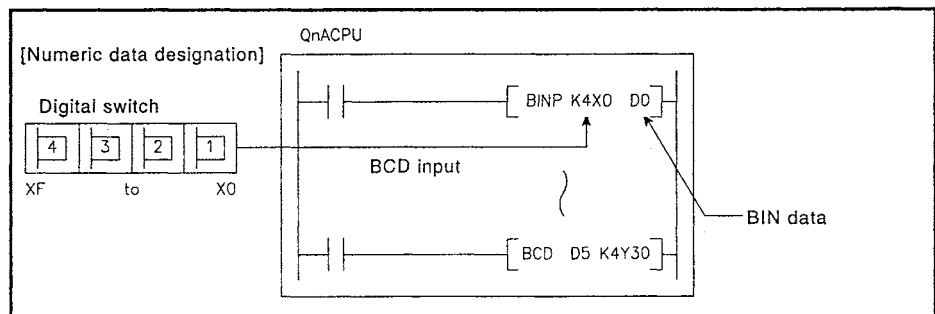 QnACPU
[Numeric data designation]
BINP K4X0 D0
Digital switch
4 3 2 1
BCD input
XF to X0
BIN data
BCD D5 K4Y30